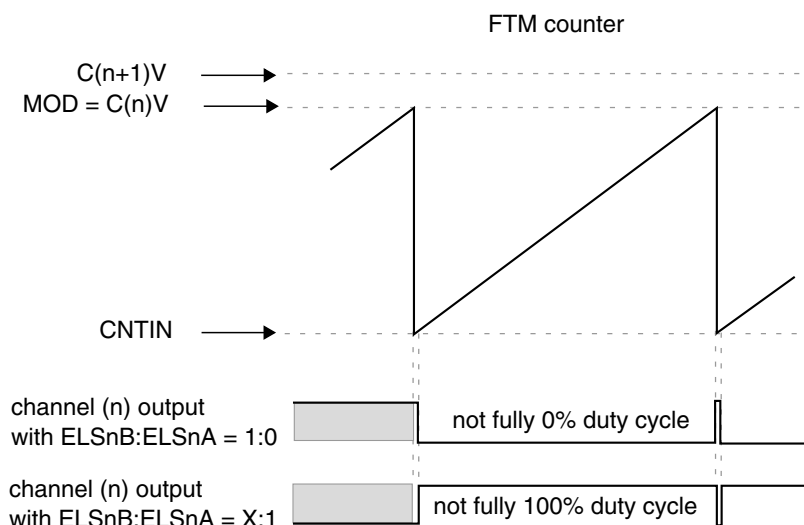 FTM counter
C(n+1)V
MOD = C(n)V
CNTIN
channel (n) output
with ELSnB:ELSnA = 1:0
not fully 0% duty cycle
channel (n) output
with ELSnB:ELSnA = X:1
not fully 100% duty cycle